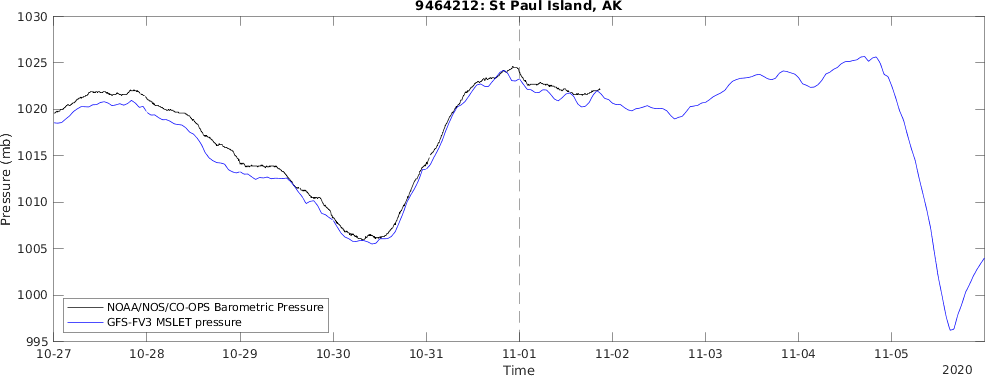 9464212: St Paul Island, AK
Pressure (mb)
1030
1025
1020
1015
1010
1005
1000
995
NOAA/NOS/CO-OPS Barometric Pressure
GFS-FV3 MSLET pressure
10-27 10-28 10-29 10-30 10-31 11-01 11-02 11-03 11-04 11-05
Time
2020